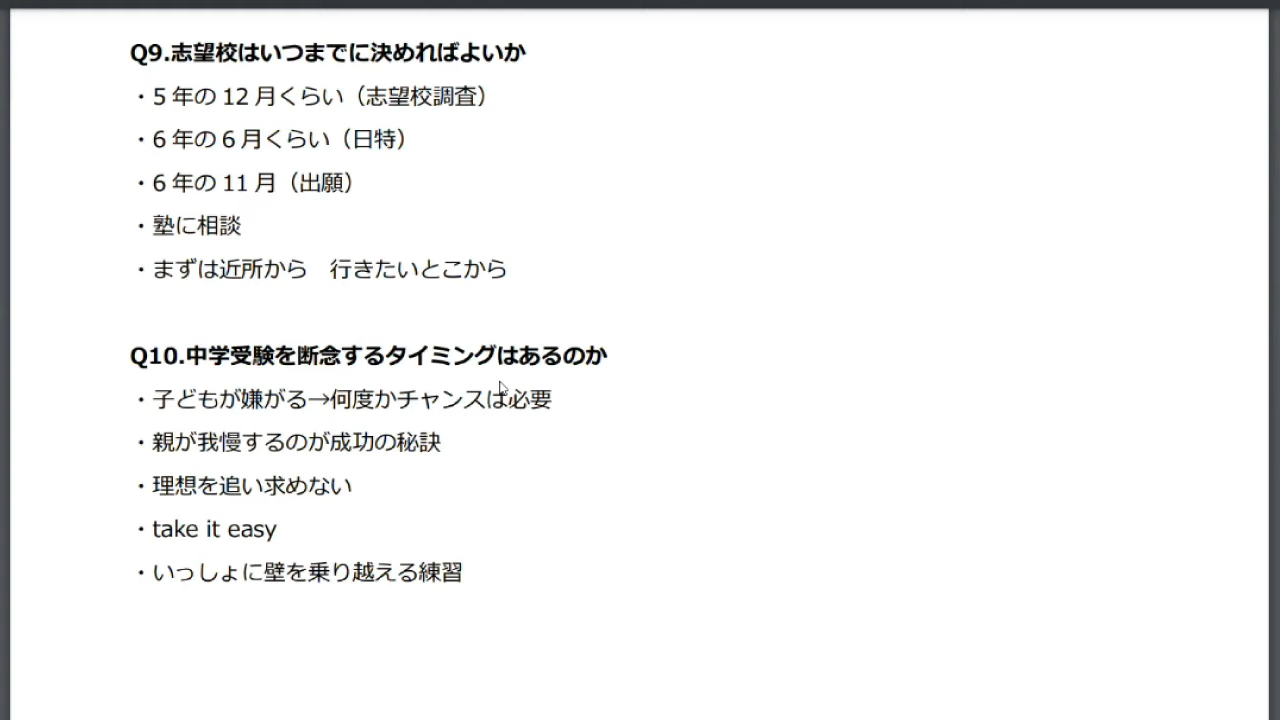 Q9.志望校はいつまでに決めればよいか
・5 年の 12 月くらい（志望校調査）
・6 年の 6 月くらい（日特）
・6 年の 11 月（出願）
・塾に相談
・まずは近所から　行きたいとこから
Q10.中学受験を断念するタイミングはあるのか
・子どもが嫌がる→何度かチャンスは必要
・親が我慢するのが成功の秘訣
・理想を追い求めない
・take it easy
・いっしょに壁を乗り越える練習